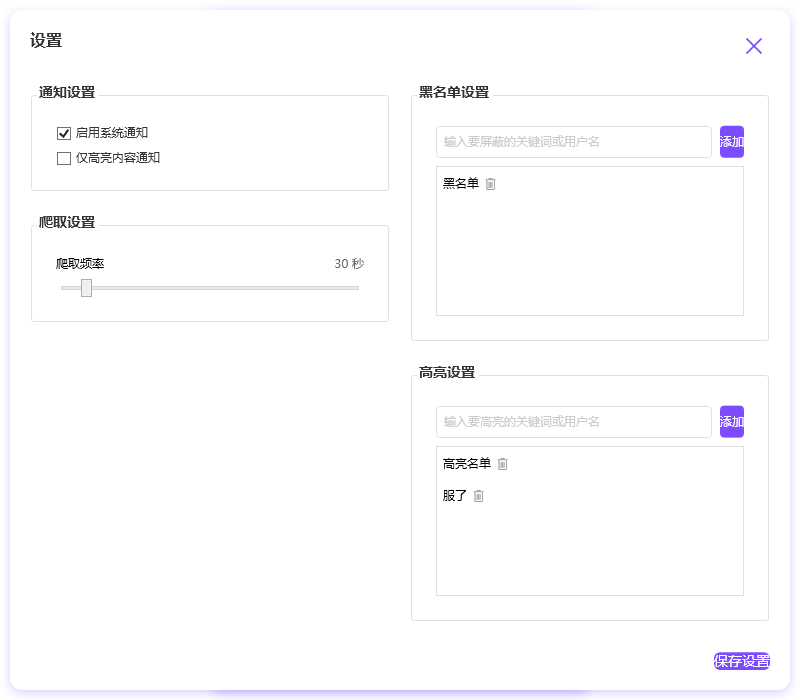 设置
通知设置
启用系统通知
仅高亮内容通知
爬取设置
爬取频率 30 秒
黑名单设置
输入要屏蔽的关键词或用户名 添加
黑名单
高亮设置
输入要高亮的关键词或用户名 添加
高亮名单
服了
保存设置